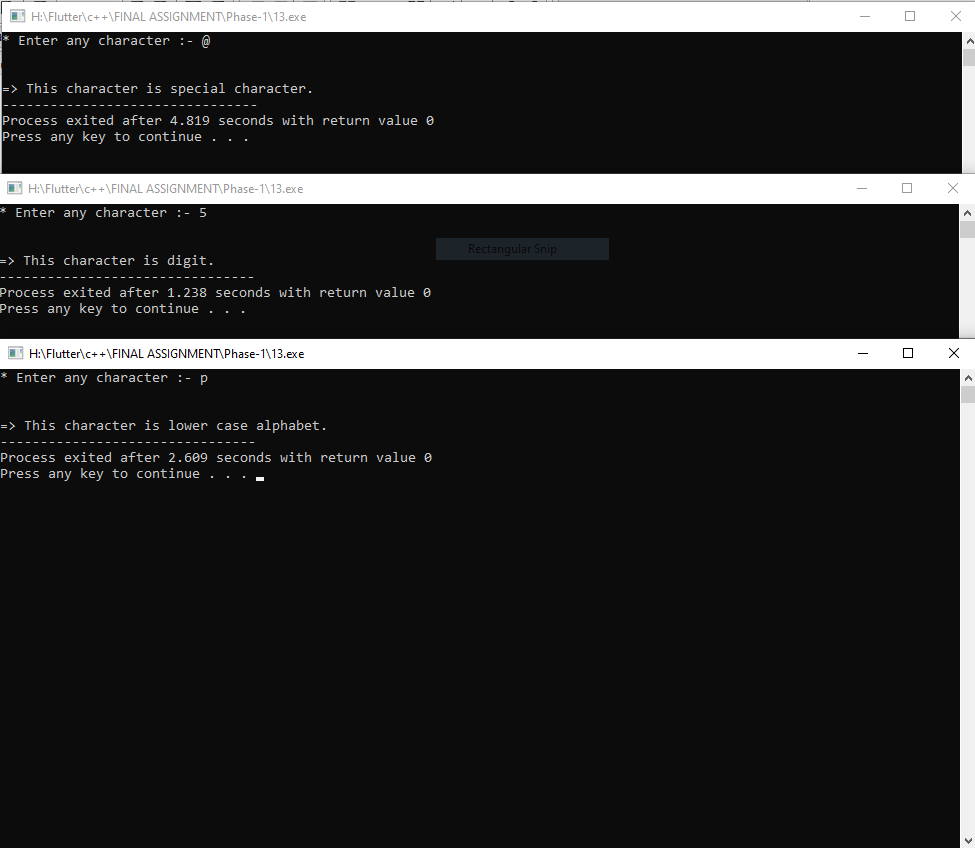 H:\Flutter\c++\FINAL ASSIGNMENT\Phase-1\13.exe
* Enter any character :- @
=> This character is special character.
--------------------------------
Process exited after 4.819 seconds with return value 0
Press any key to continue . . .
H:\Flutter\c++\FINAL ASSIGNMENT\Phase-1\13.exe
* Enter any character :- 5
Rectangular Snip
=> This character is digit.
--------------------------------
Process exited after 1.238 seconds with return value 0
Press any key to continue . . .
H:\Flutter\c++\FINAL ASSIGNMENT\Phase-1\13.exe
* Enter any character :- p
=> This character is lower case alphabet.
--------------------------------
Process exited after 2.609 seconds with return value 0
Press any key to continue . . .